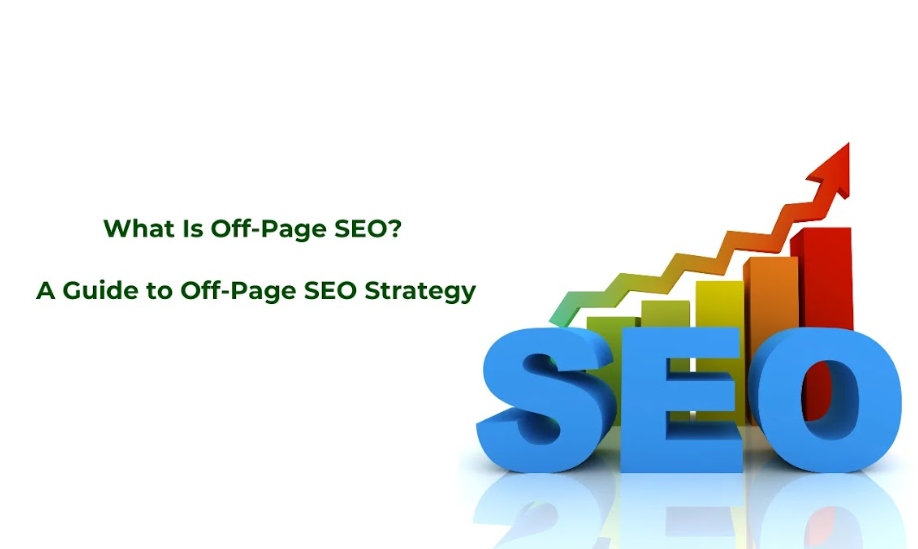 What Is Off-Page SEO?
A Guide to Off-Page SEO Strategy
SEO